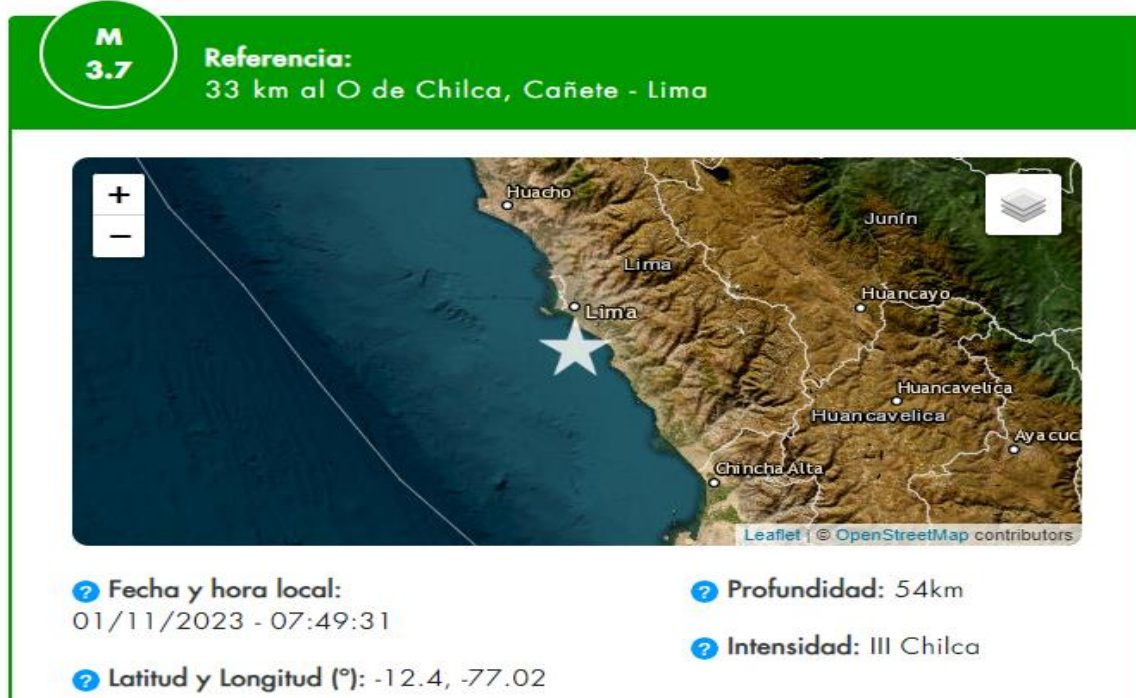 M
3.7
Referencia:
33 km al O de Chilca, Cañete - Lima
+
−
Huacho
Junín
Lima
Huancayo
Lima
Huancavelica
Huancavelica
Ayacuc
Chincha Alta
Leaflet | © OpenStreetMap contributors
? Fecha y hora local:
01/11/2023 - 07:49:31
? Profundidad: 54km
? Intensidad: III Chilca
? Latitud y Longitud (º): -12.4, -77.02